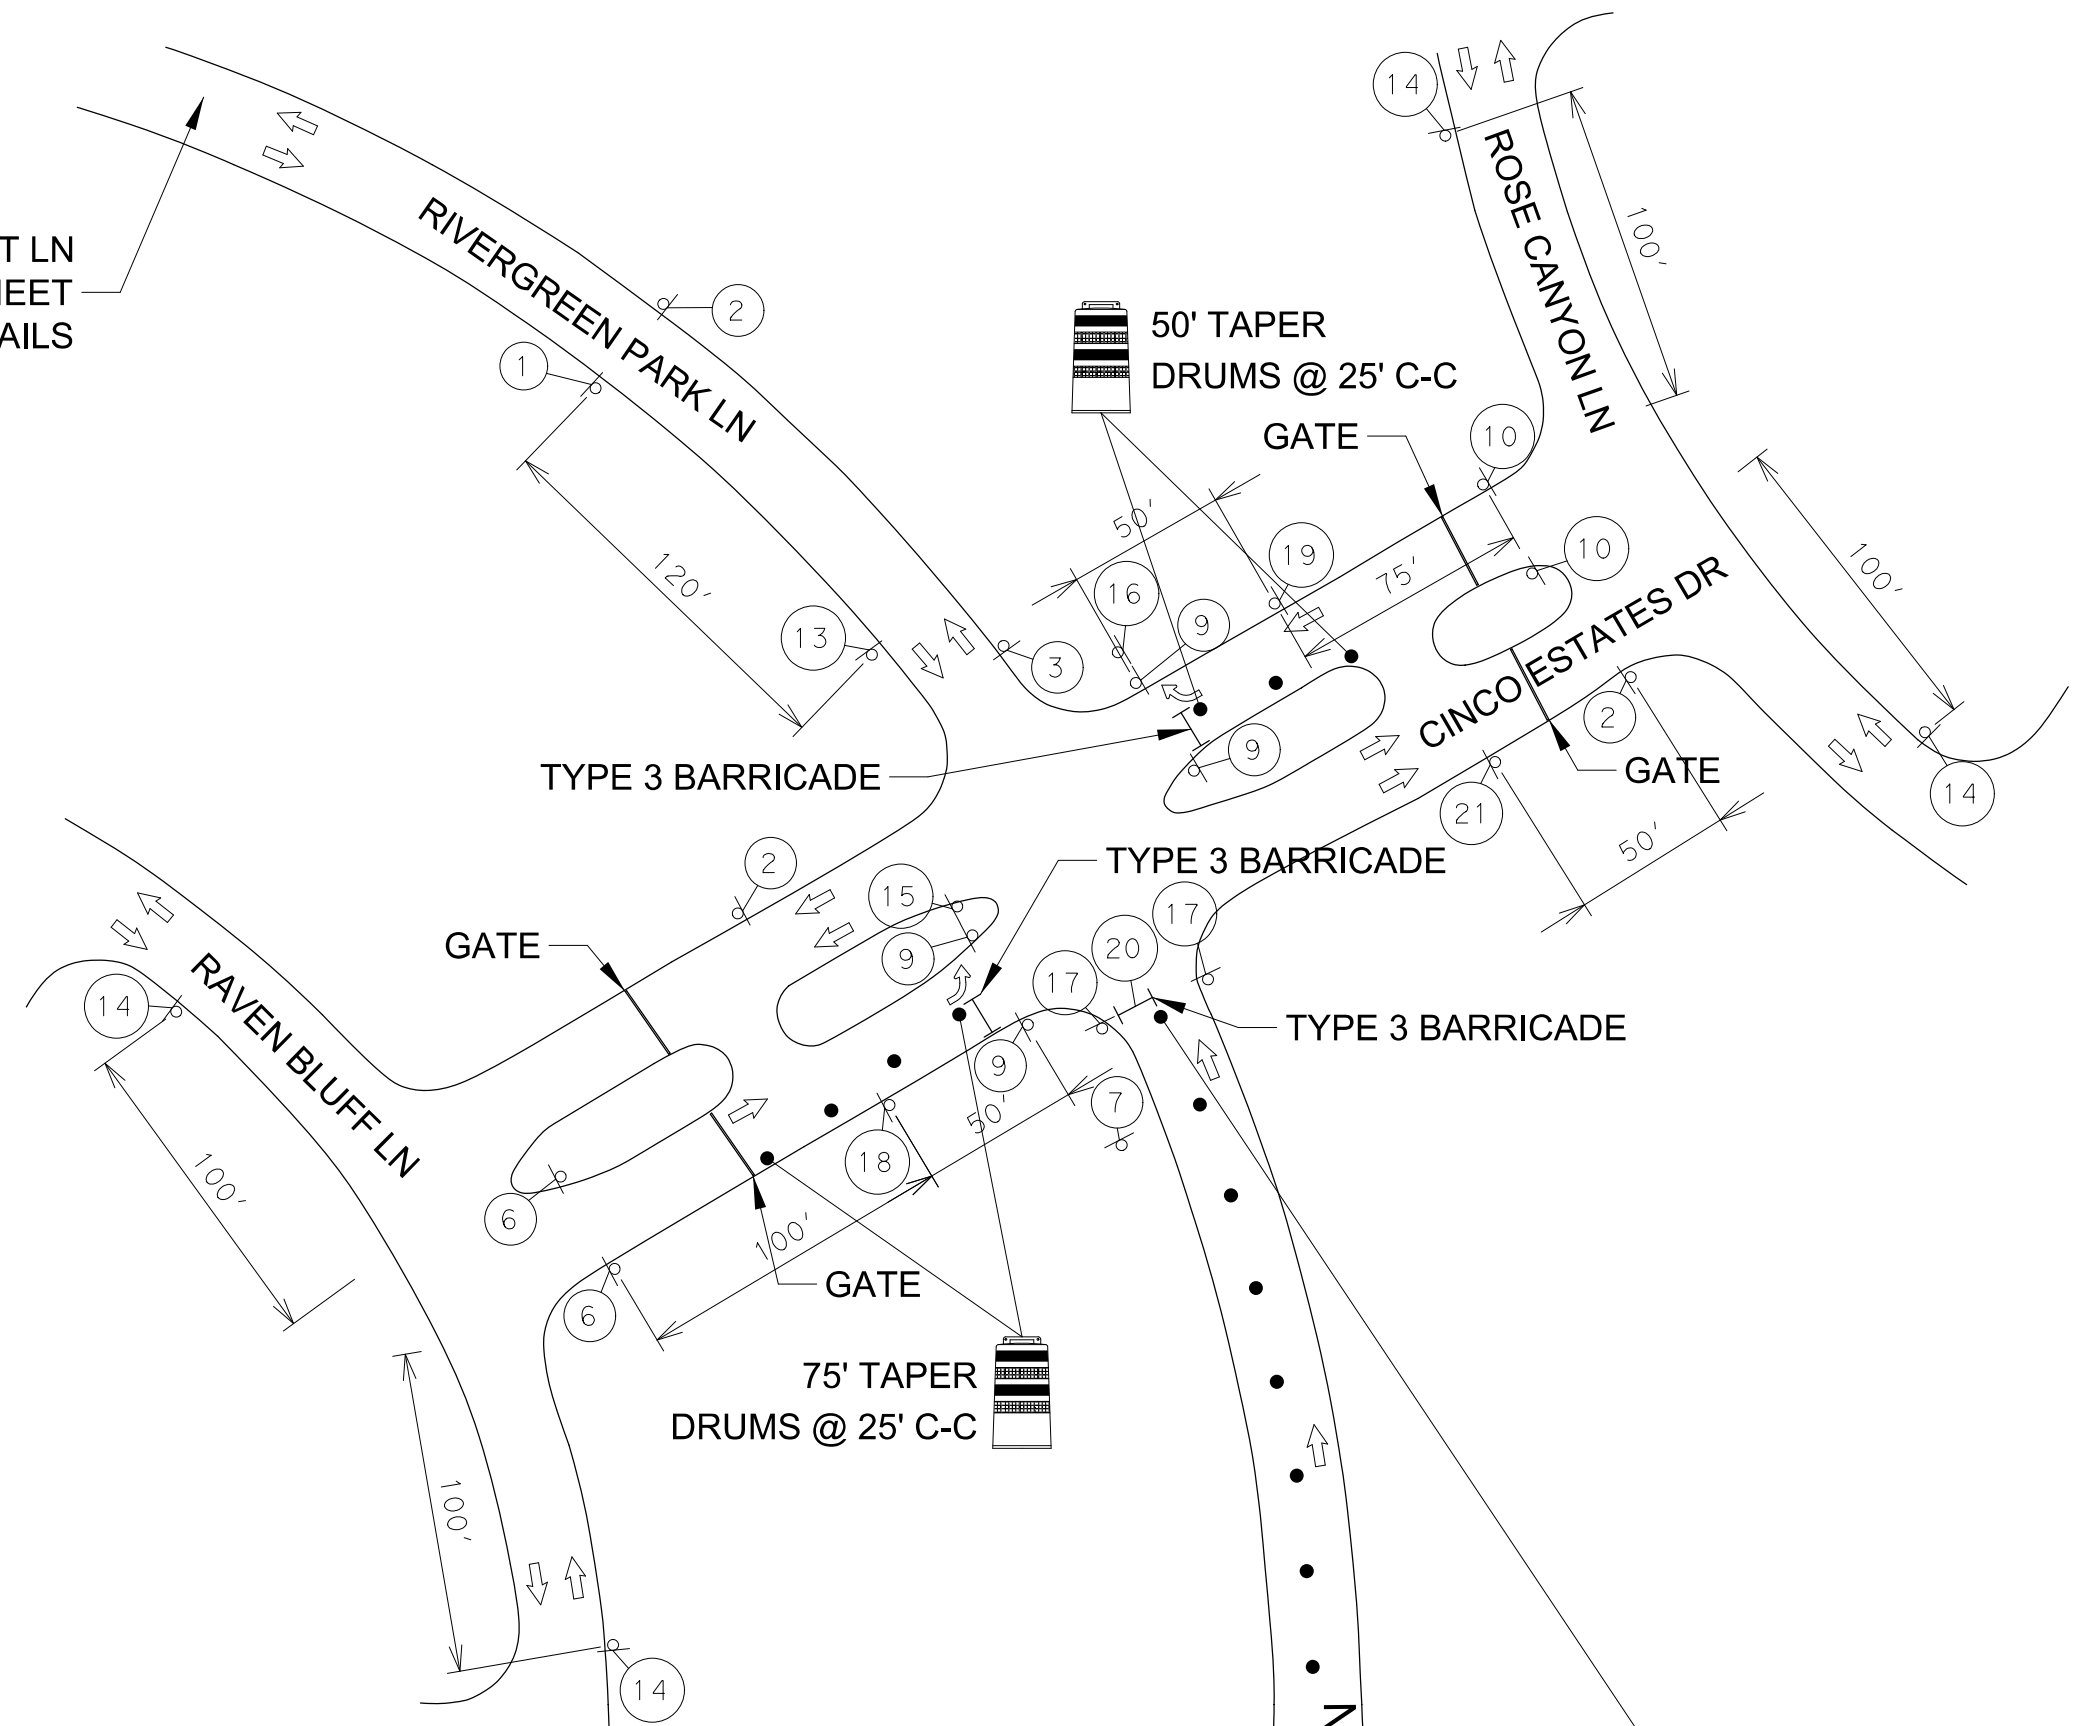 14
ROSE CANYON LN
100'
T LN
EET
AILS
RIVERGREEN PARK LN
2
1
50' TAPER
DRUMS @ 25' C-C
GATE
10
50'
19
75'
10
100'
120'
16
9
13
3
CINCO ESTATES DR
2
9
TYPE 3 BARRICADE
GATE
14
21
50'
2
TYPE 3 BARRICADE
15
17
GATE
9
20
17
RAVEN BLUFF LN
14
TYPE 3 BARRICADE
9
7
50'
18
100'
6
100'
GATE
6
75' TAPER
DRUMS @ 25' C-C
100'
14
N